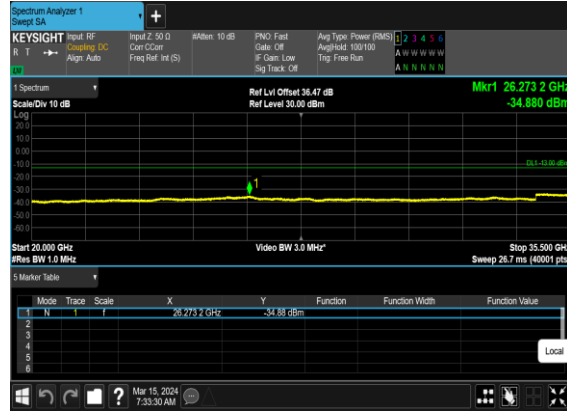 Spectrum Analyzer 1
Swept SA
+
KEYSIGHT Input: RF Input Z: 50 Ω #Atten: 10 dB PNO: Fast Avg Type: Power (RMS) 1 2 3 4 5 6
R T Coupling: DC Corr CCorr Gate: Off Avg|Hold: 100/100 A W W W W W
Align: Auto Freq Ref: Int (S) IF Gain: Low Trig: Free Run
Sig Track: Off A N N N N N
LW
1 Spectrum Ref Lvl Offset 36.47 dB Mkr1 26.273 2 GHz
Scale/Div 10 dB Ref Level 30.00 dBm -34.880 dBm
Log
20.0
10.0
0.00
-10.0 DL1 -13.00 dBm
-20.0
-30.0 1
-40.0
-50.0
-60.0
Start 20.000 GHz Video BW 3.0 MHz* Stop 35.500 GHz
#Res BW 1.0 MHz Sweep 26.7 ms (40001 pts)
5 Marker Table
Mode Trace Scale X Y Function Function Width Function Value
1 N 1 f 26.273 2 GHz -34.88 dBm
2
3
4
5
6
Local
? Mar 15, 2024
7:33:30 AM